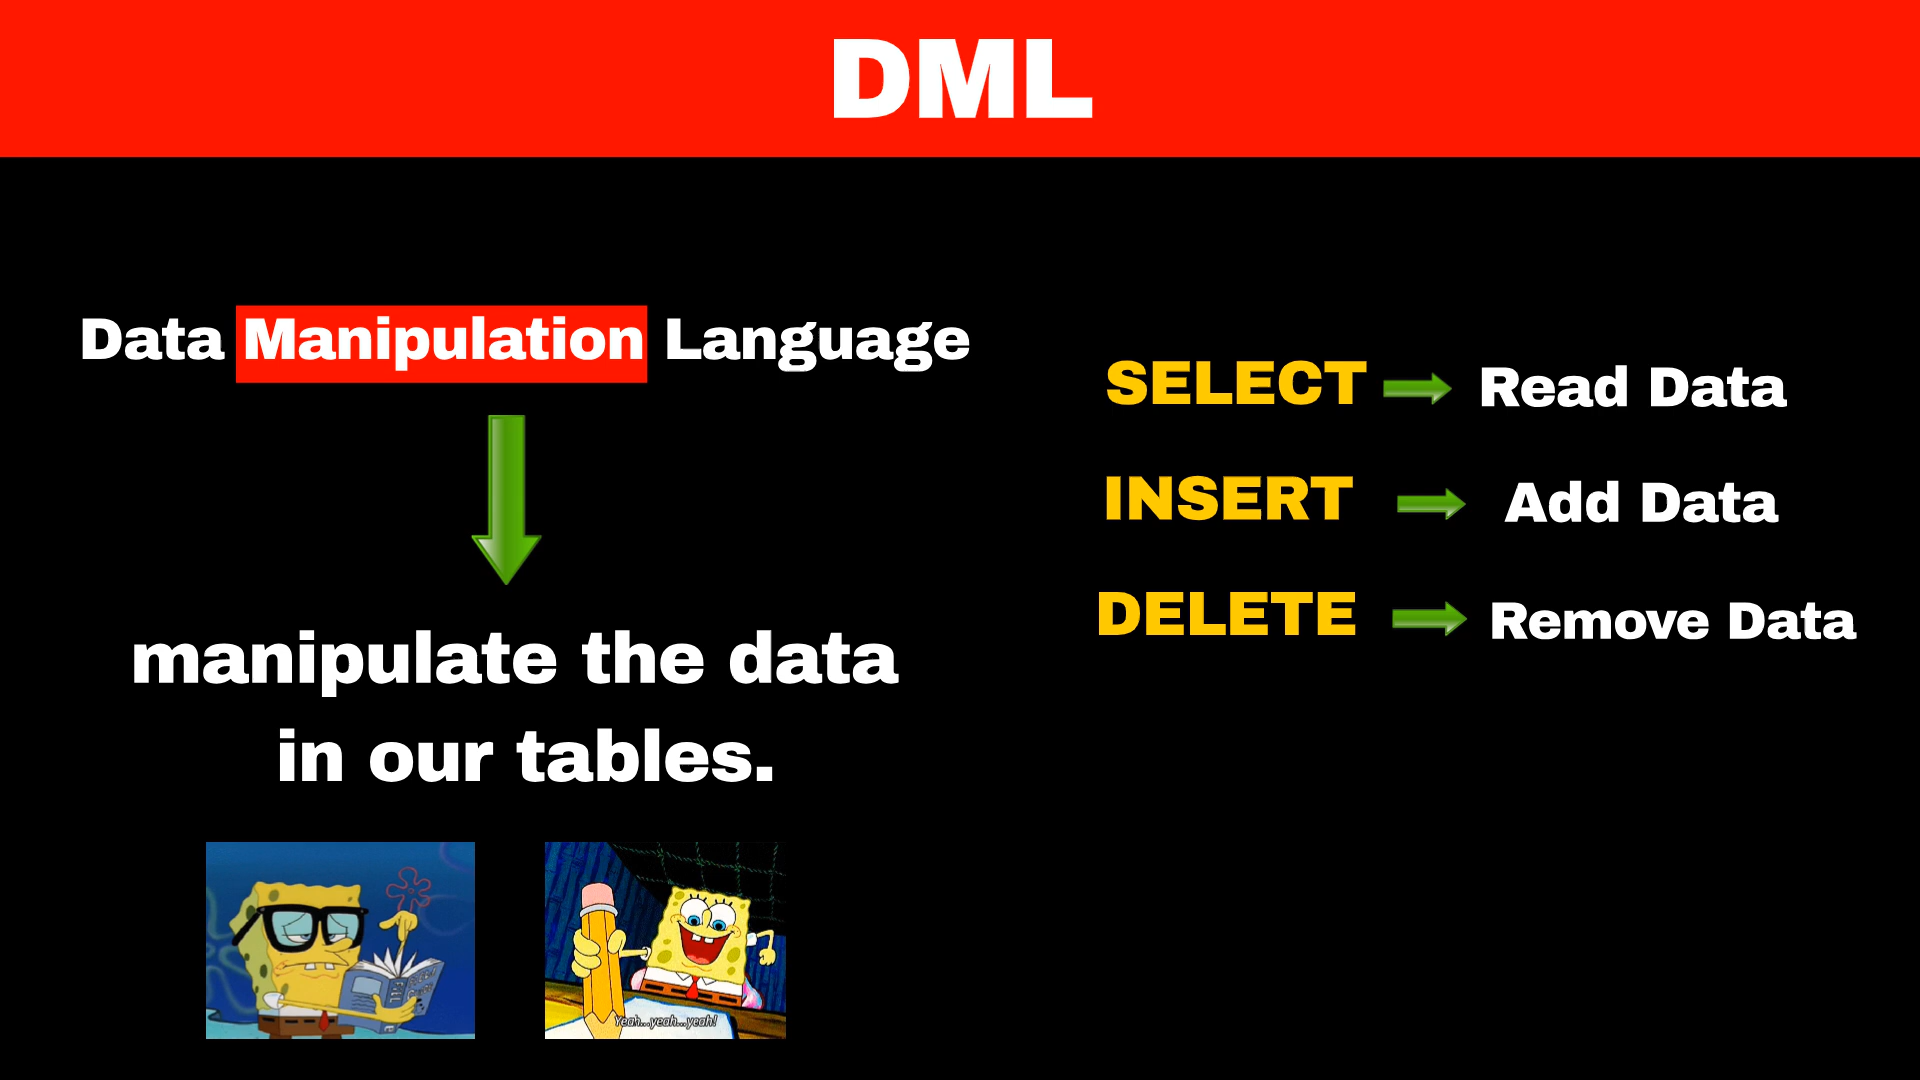 DML
Data Manipulation Language
manipulate the data
in our tables.
SELECT Read Data
INSERT Add Data
DELETE Remove Data
Yeah...yeah...yeah!